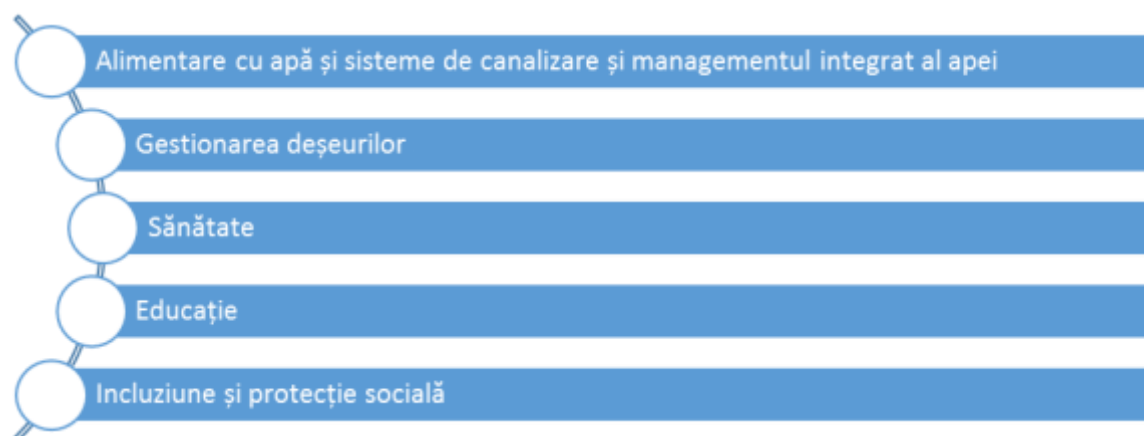 Alimentare cu apă și sisteme de canalizare și managementul integrat al apei
Gestionarea deșeurilor
Sănătate
Educație
Incluziune și protecție socială